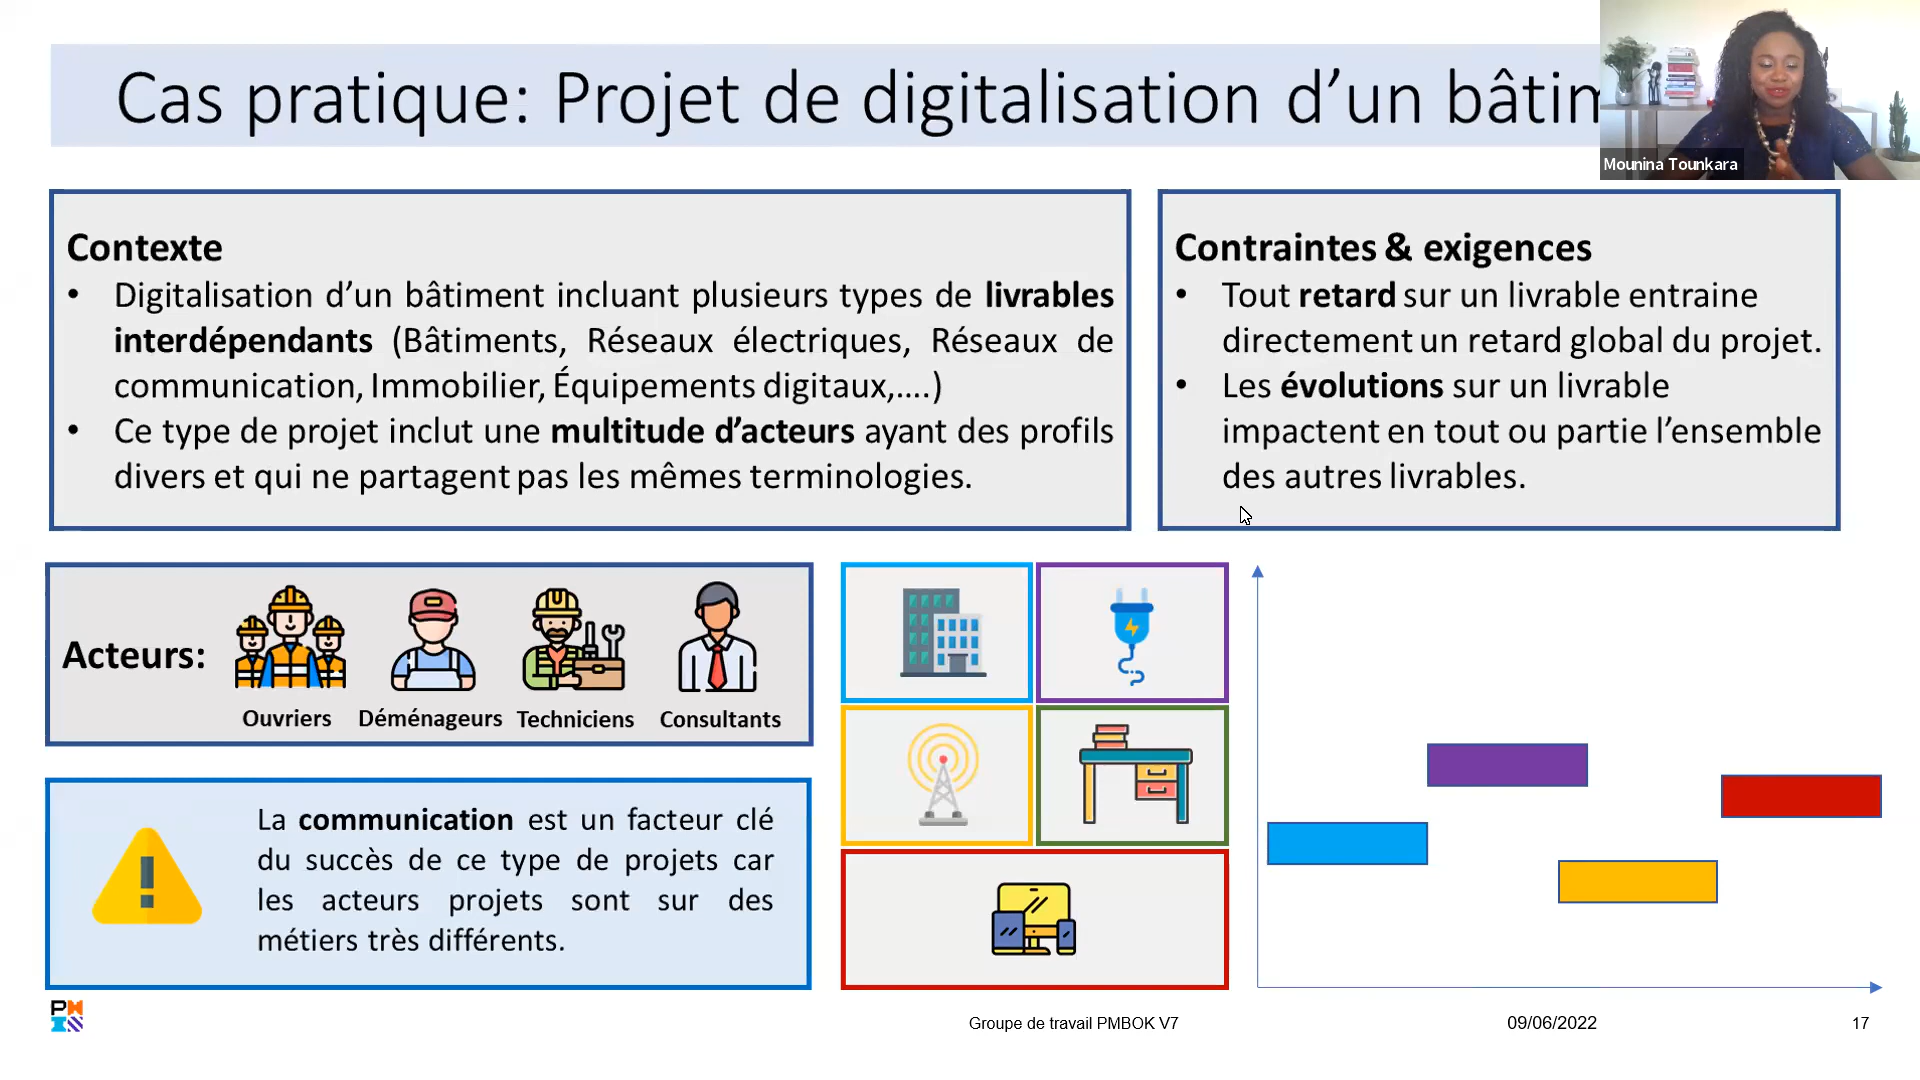 Cas pratique: Projet de digitalisation d’un bâtim
Mounina Tounkara
Contexte
• Digitalisation d’un bâtiment incluant plusieurs types de livrables
interdépendants (Bâtiments, Réseaux électriques, Réseaux de
communication, Immobilier, Équipements digitaux,….)
• Ce type de projet inclut une multitude d’acteurs ayant des profils
divers et qui ne partagent pas les mêmes terminologies.
Contraintes & exigences
• Tout retard sur un livrable entraine
directement un retard global du projet.
• Les évolutions sur un livrable
impactent en tout ou partie l’ensemble
des autres livrables.
Acteurs:
Ouvriers
Déménageurs
Techniciens
Consultants
La communication est un facteur clé
du succès de ce type de projets car
les acteurs projets sont sur des
métiers très différents.
Groupe de travail PMBOK V7
09/06/2022
17